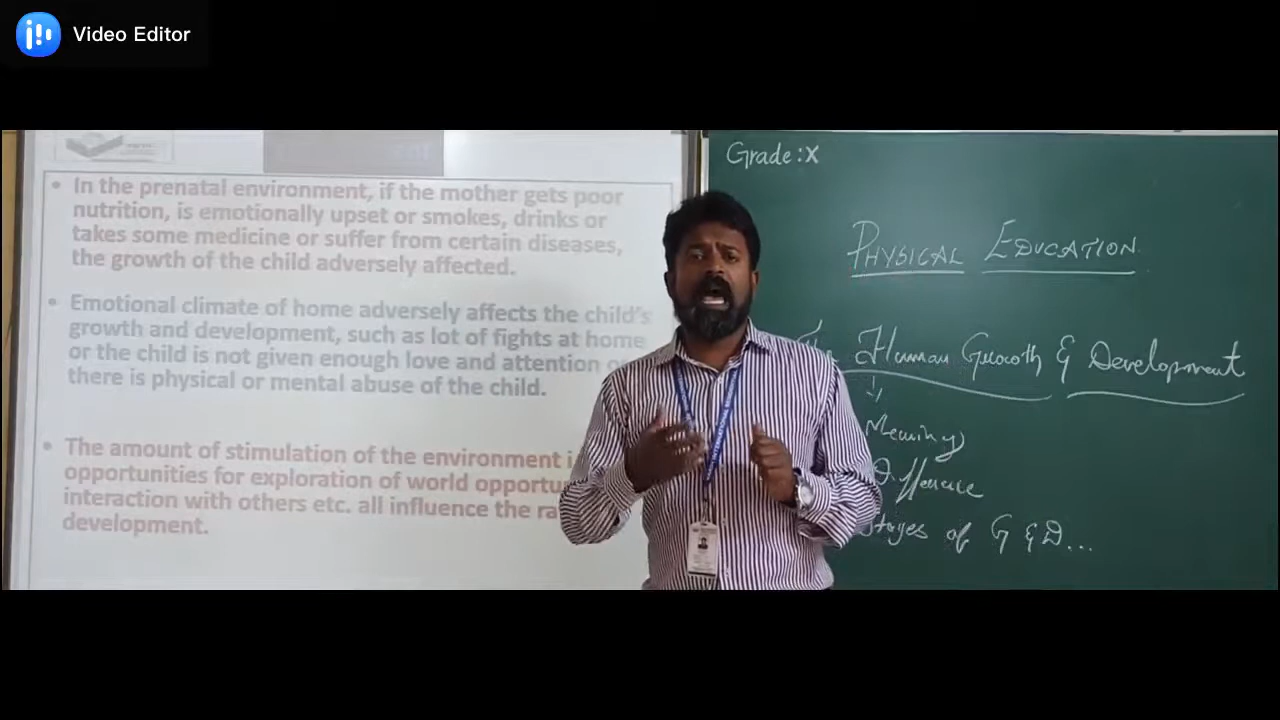 Video Editor
• In the prenatal environment, if the mother gets poor
nutrition, is emotionally upset or smokes, drinks or
takes some medicine or suffer from certain diseases,
the growth of the child adversely affected.
• Emotional climate of home adversely affects the child's
growth and development, such as lot of fights at home
or the child is not given enough love and attention
there is physical or mental abuse of the child.
• The amount of stimulation of the environment
opportunities for exploration of world
interaction with others etc. all influence the
development.
Grade: X
PHYSICAL EDUCATION
Human Growth & Development
Meaning
Difference
Stages of G & D...